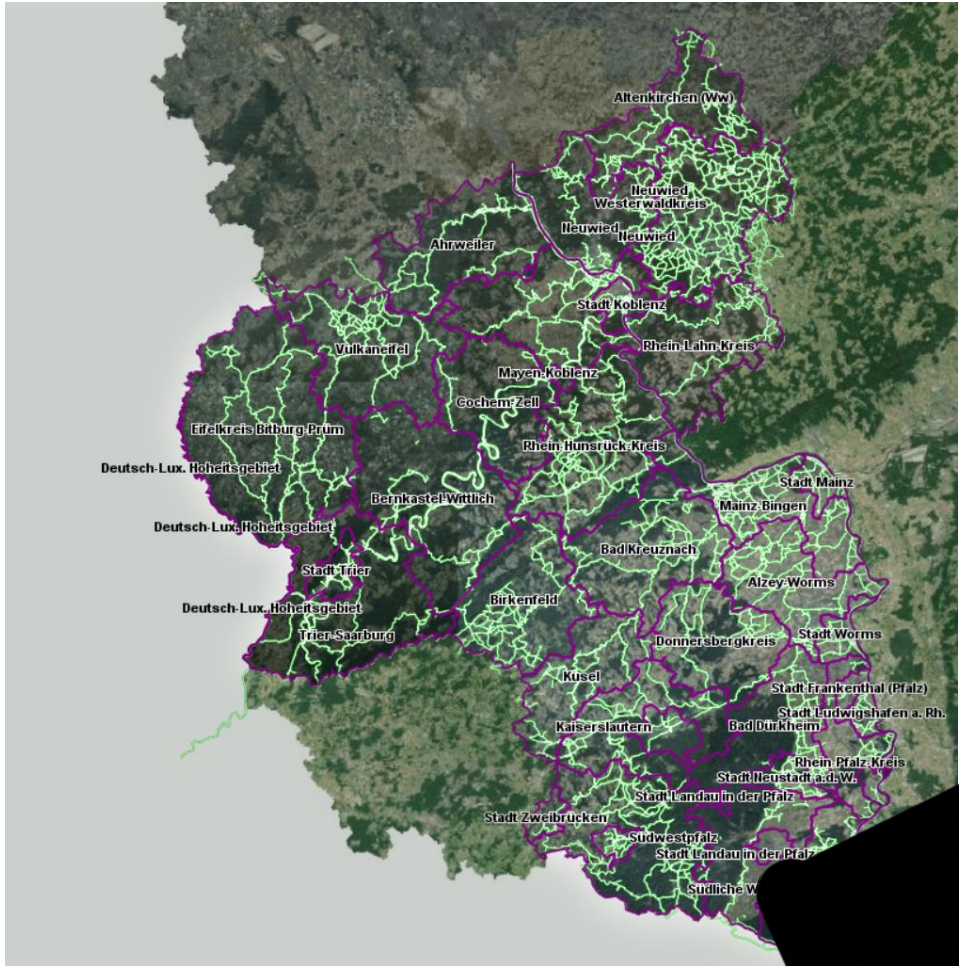 Altenkirchen (Ww)
Neuwied
Westerwaldkreis
Neuwied
Neuwied
Ahrweiler
Stadt Koblenz
Rhein-Lahn-Kreis
Vulkaneifel
Mayen-Koblenz
Cochem-Zell
Eifelkreis Bitburg-Prüm
Rhein-Hunsrück-Kreis
Deutsch-Lux. Hoheitsgebiet
Stadt Mainz
Bernkastel-Wittlich
Mainz-Bingen
Deutsch-Lux. Hoheitsgebiet
Bad Kreuznach
Stadt Trier
Alzey-Worms
Birkenfeld
Deutsch-Lux. Hoheitsgebiet
Trier-Saarburg
Stadt Worms
Donnersbergkreis
Kusel
Stadt Frankenthal (Pfalz)
Stadt Ludwigshafen a. Rh.
Kaiserslautern
Bad Dürkheim
Rhein-Pfalz-Kreis
Stadt Neustadt a.d. W.
Stadt Landau in der Pfalz
Stadt Zweibrücken
Südwestpfalz
Stadt Landau in der Pfalz
Südliche W